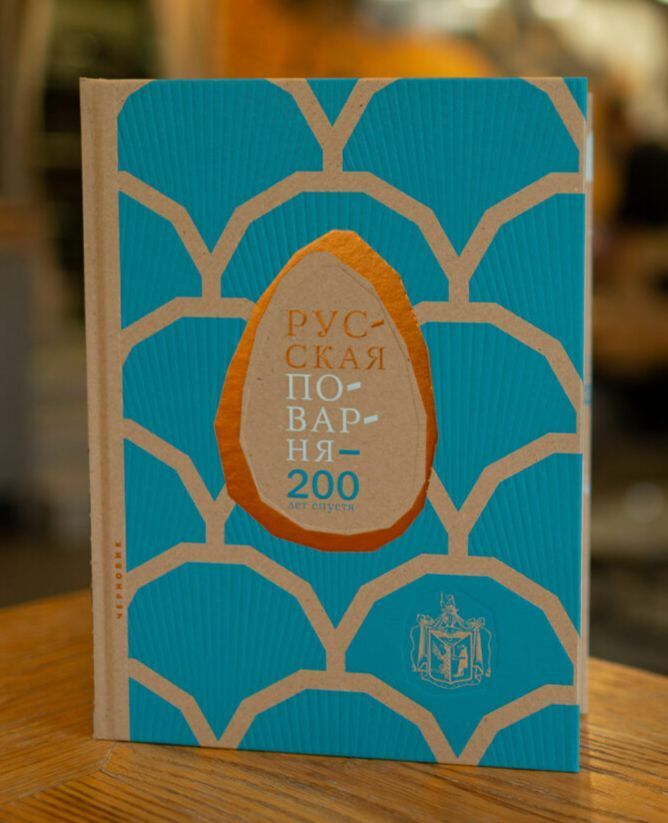 РУС-
СКАЯ
ПО-
ВАР-
НЯ—
200
лет спустя
ЧЕРНОВИК